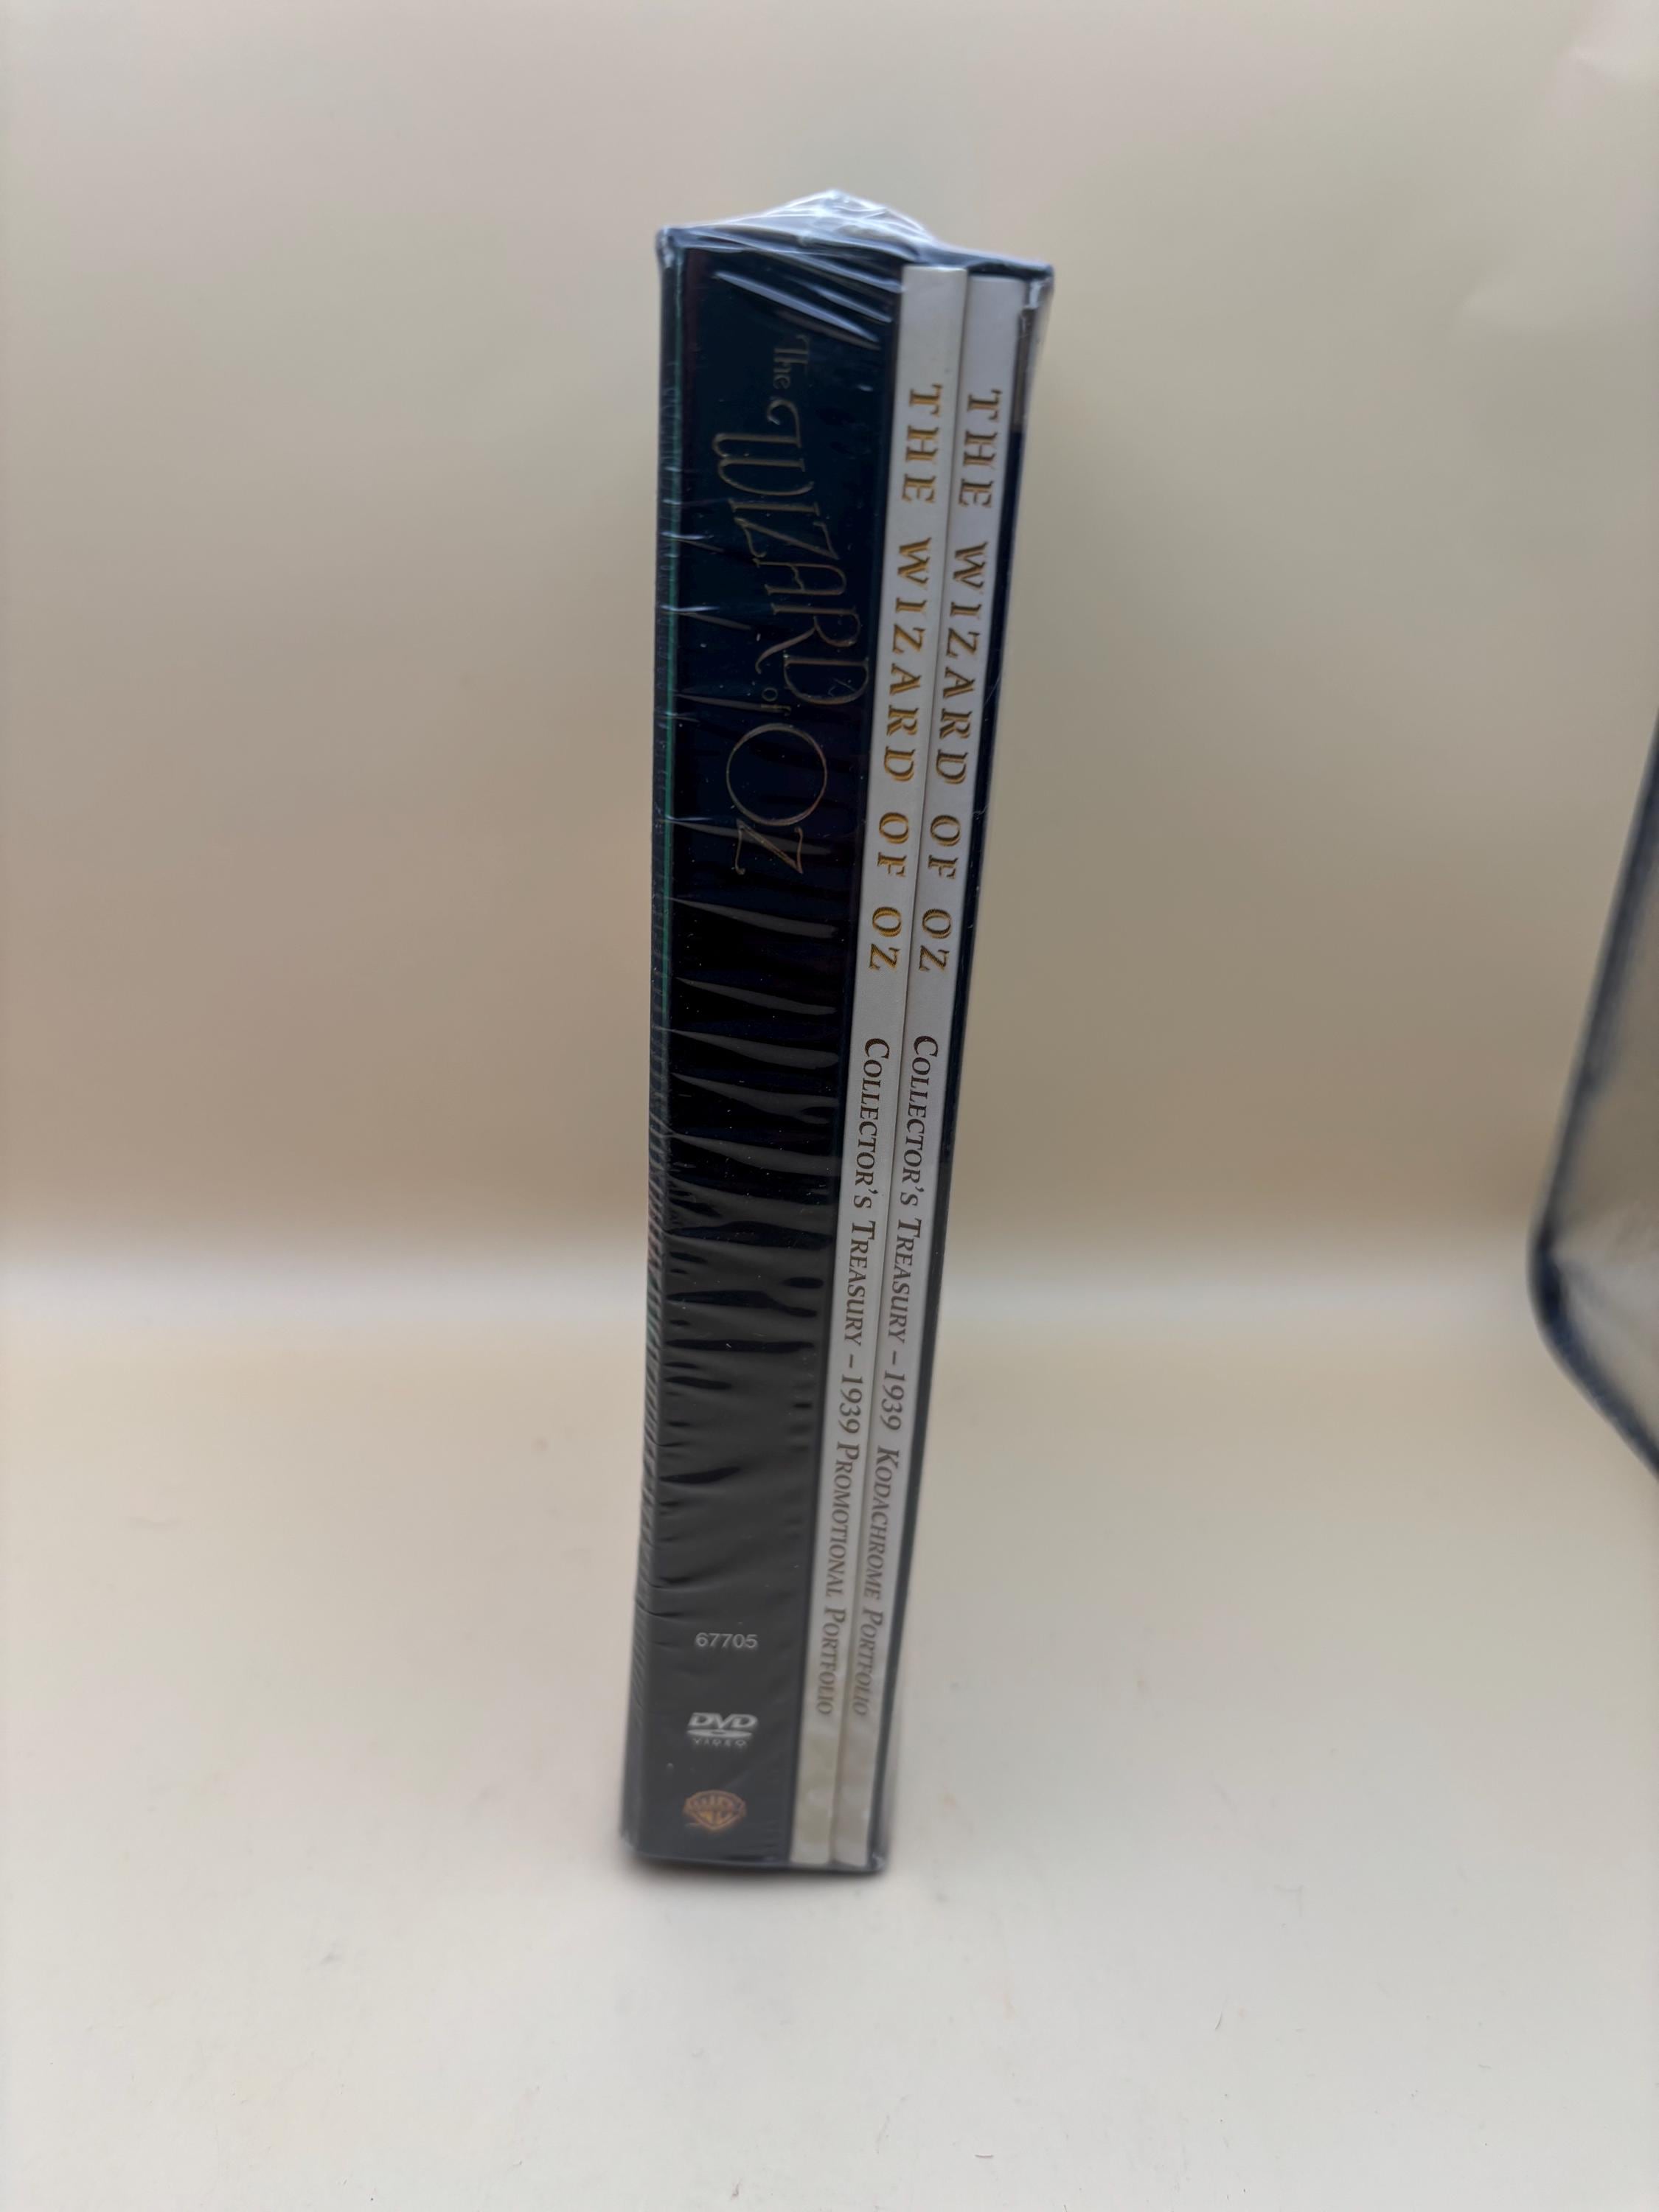 The WIZARD of OZ
67705
DVD
VIDEO
WB
THE WIZARD OF OZ COLLECTOR'S TREASURY – 1939 PROMOTIONAL PORTFOLIO
THE WIZARD OF OZ COLLECTOR'S TREASURY – 1939 KODACHROME PORTFOLIO